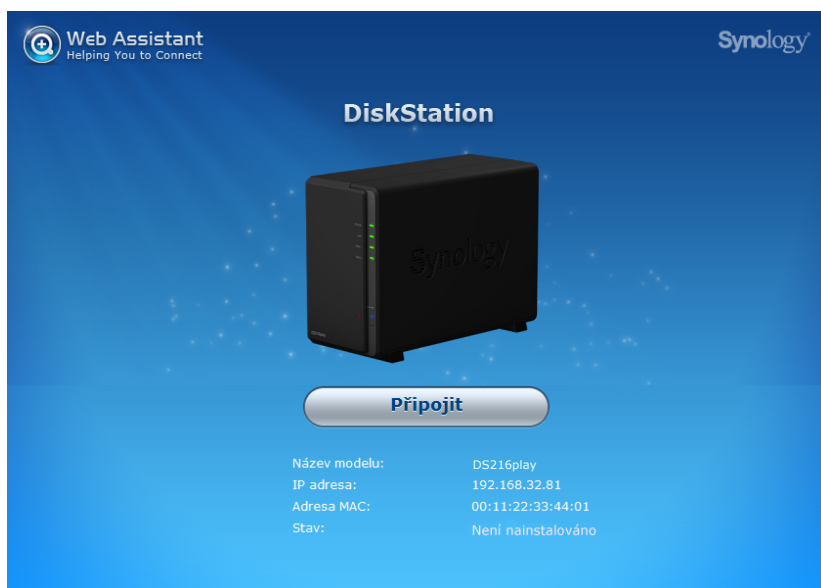 Web Assistant
Helping You to Connect
Synology
DiskStation
Synology
Připojit
Název modelu: DS216play
IP adresa: 192.168.32.81
Adresa MAC: 00:11:22:33:44:01
Stav: Není nainstalováno